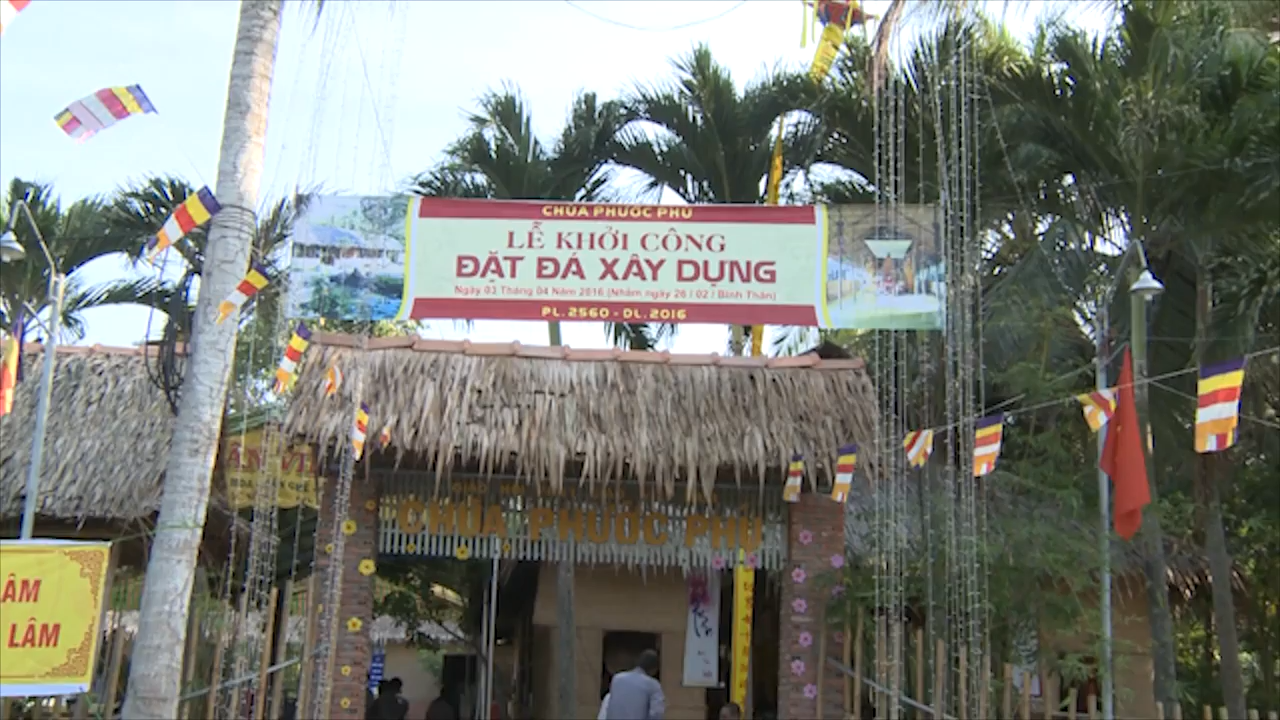 CHÙA PHƯỚC PHÚ
LỄ KHỞI CÔNG
ĐẶT ĐÁ XÂY DỰNG
Ngày 03 Tháng 04 Năm 2016 (Nhằm ngày 26 / 02 / Bính Thân)
PL.2560 - DL.2016
CHÙA PHƯỚC PHÚ
LÂM
LÂM